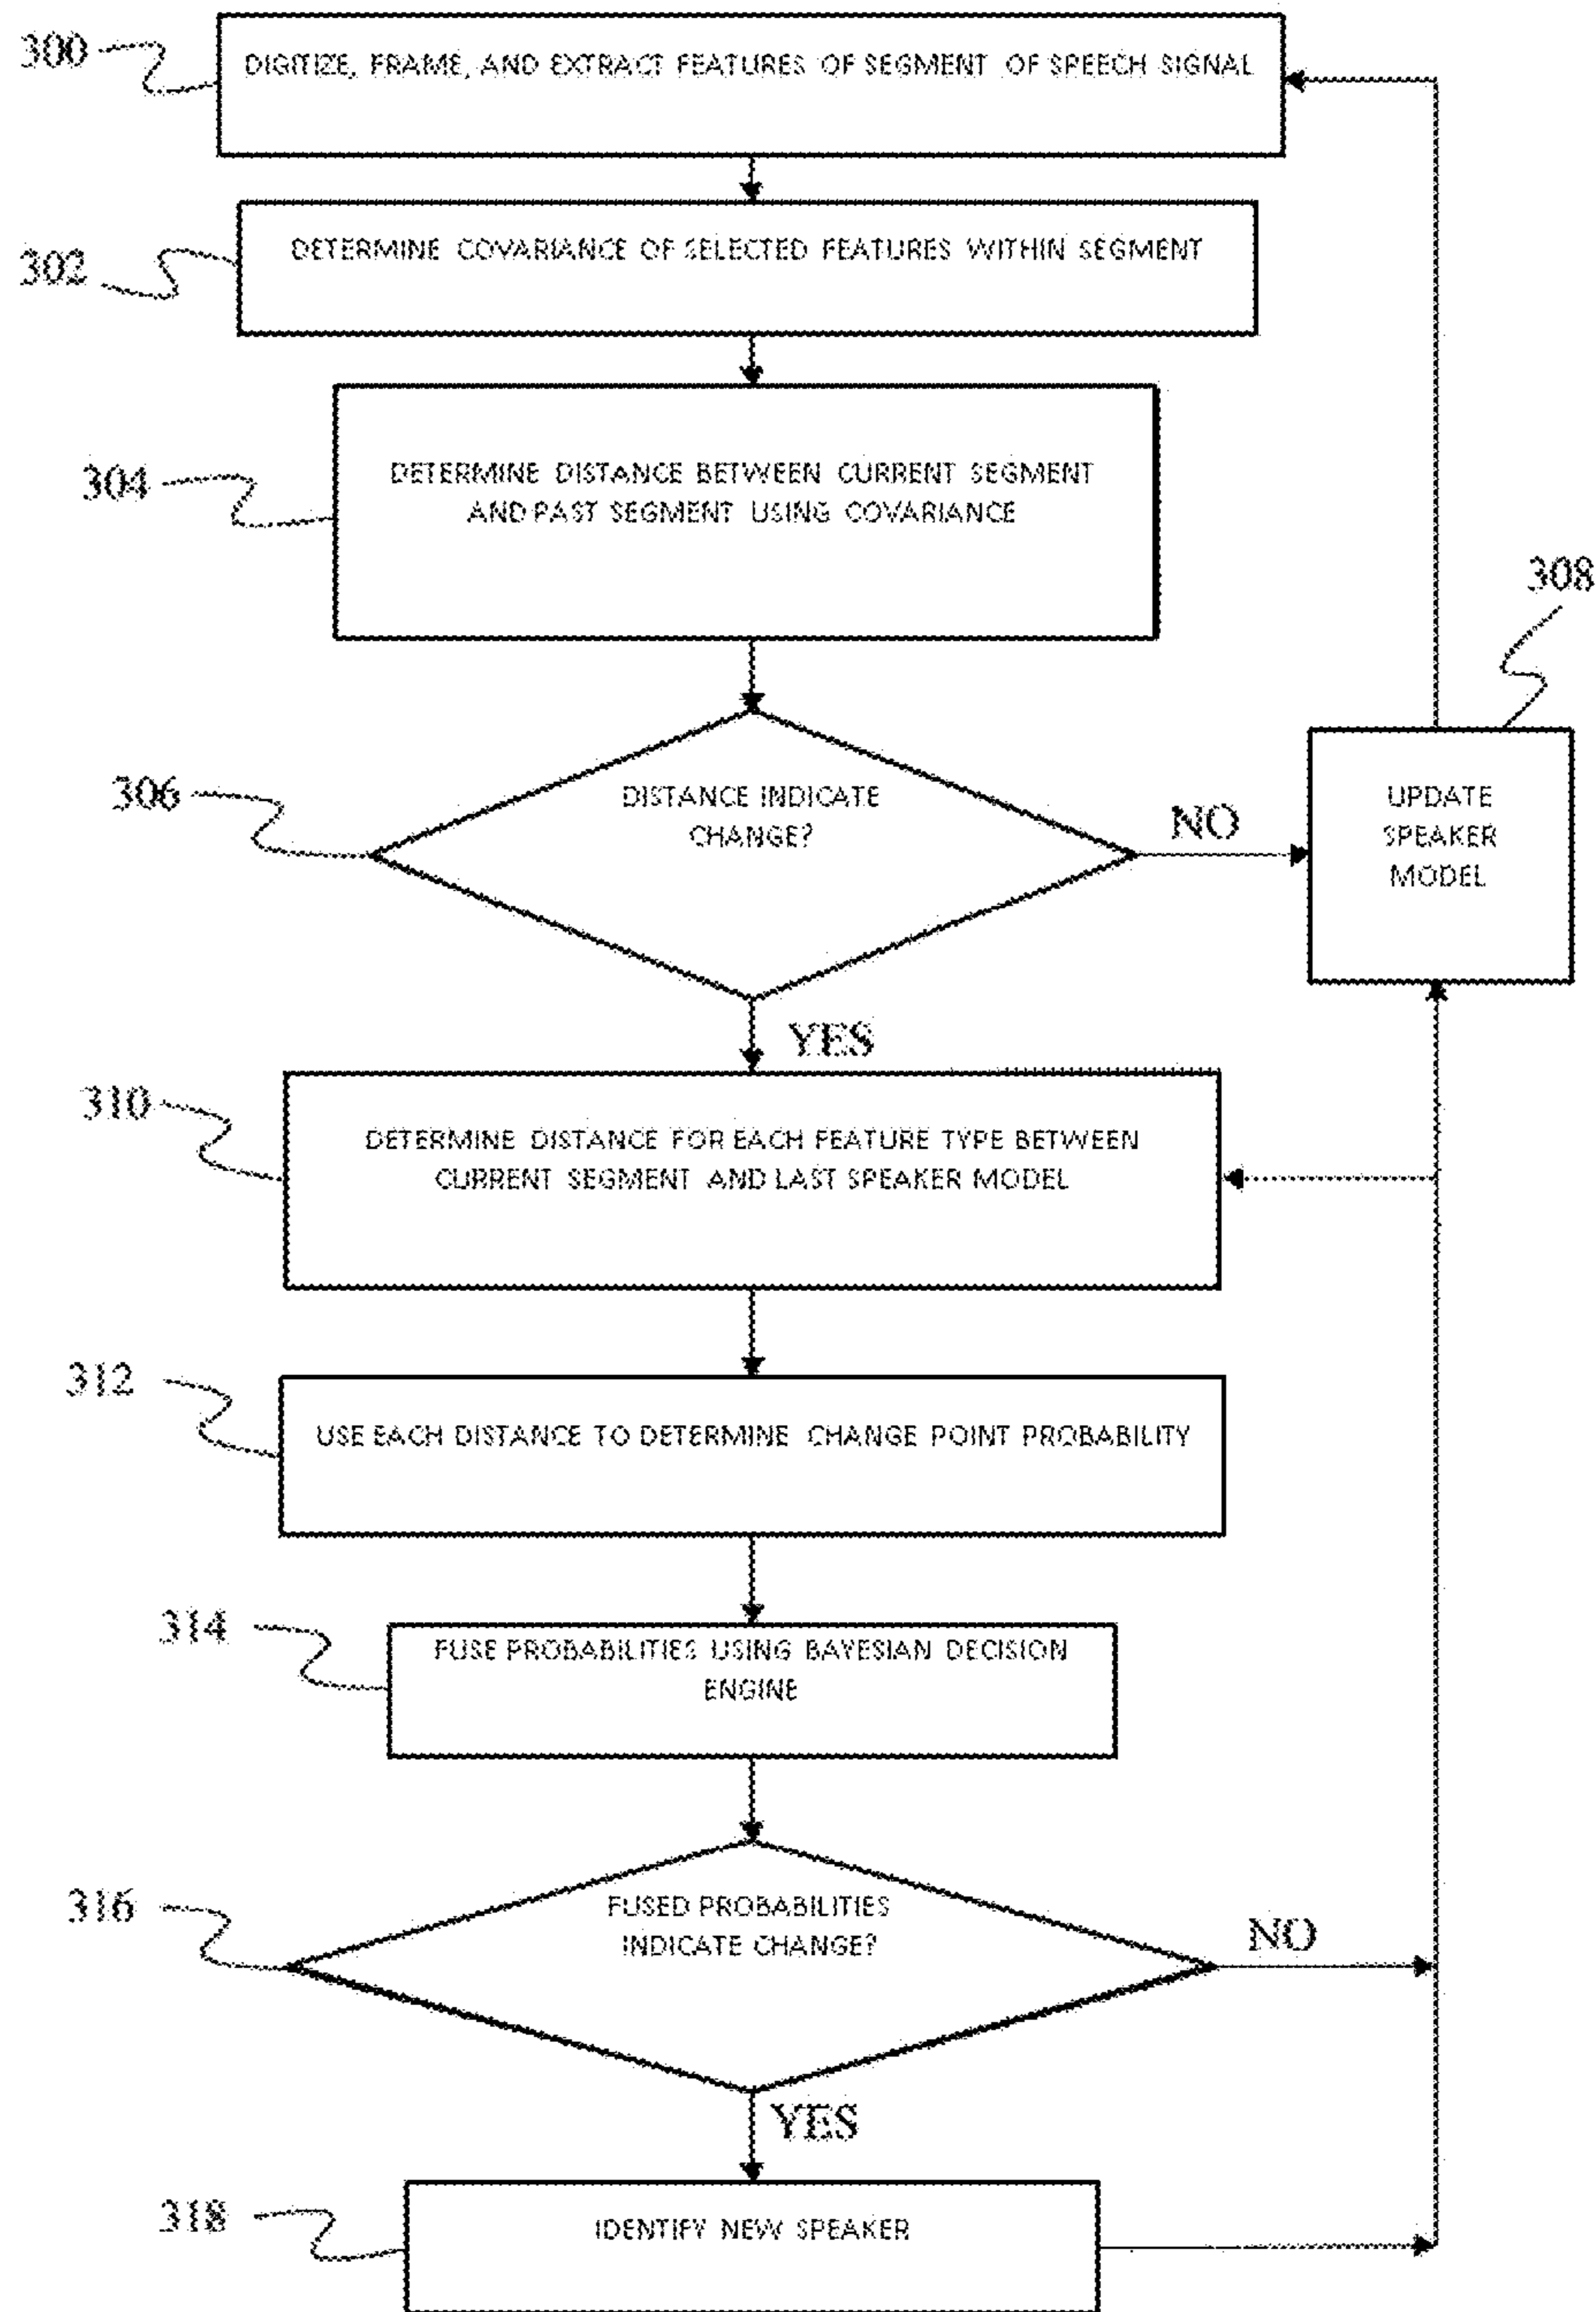 300
DIGITIZE, FRAME, AND EXTRACT FEATURES OF SEGMENT OF SPEECH SIGNAL
302
DETERMINE COVARIANCE OF SELECTED FEATURES WITHIN SEGMENT
304
DETERMINE DISTANCE BETWEEN CURRENT SEGMENT
AND PAST SEGMENT USING COVARIANCE
308
306
DISTANCE INDICATE
CHANGE?
NO
UPDATE
SPEAKER
MODEL
YES
310
DETERMINE DISTANCE FOR EACH FEATURE TYPE BETWEEN
CURRENT SEGMENT AND LAST SPEAKER MODEL
312
USE EACH DISTANCE TO DETERMINE CHANGE POINT PROBABILITY
314
FUSE PROBABILITIES USING BAYESIAN DECISION
ENGINE
316
FUSED PROBABILITIES
INDICATE CHANGE?
NO
YES
318
IDENTIFY NEW SPEAKER